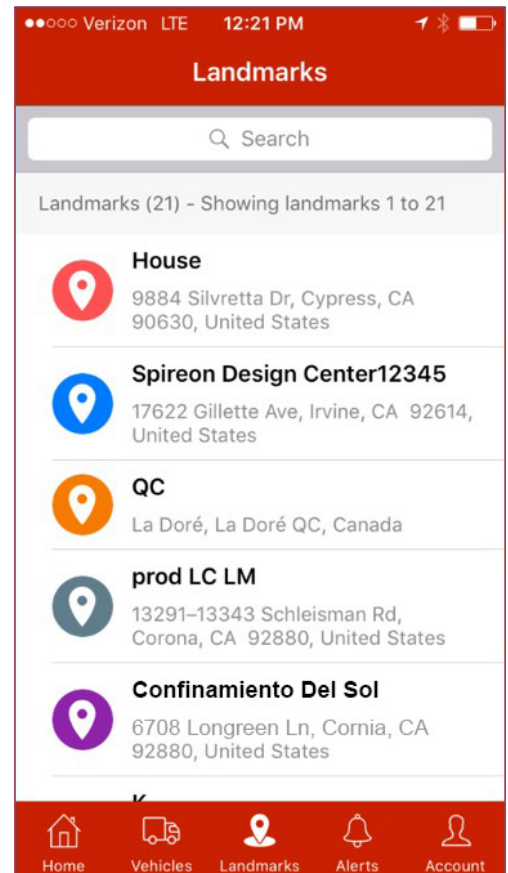 Verizon LTE 12:21 PM
Landmarks
Search
Landmarks (21) - Showing landmarks 1 to 21
House
9884 Silvretta Dr, Cypress, CA
90630, United States
Spireon Design Center12345
17622 Gillette Ave, Irvine, CA 92614,
United States
QC
La Doré, La Doré QC, Canada
prod LC LM
13291–13343 Schleisman Rd,
Corona, CA 92880, United States
Confinamiento Del Sol
6708 Longreen Ln, Cornia, CA
92880, United States
Home Vehicles Landmarks Alerts Account